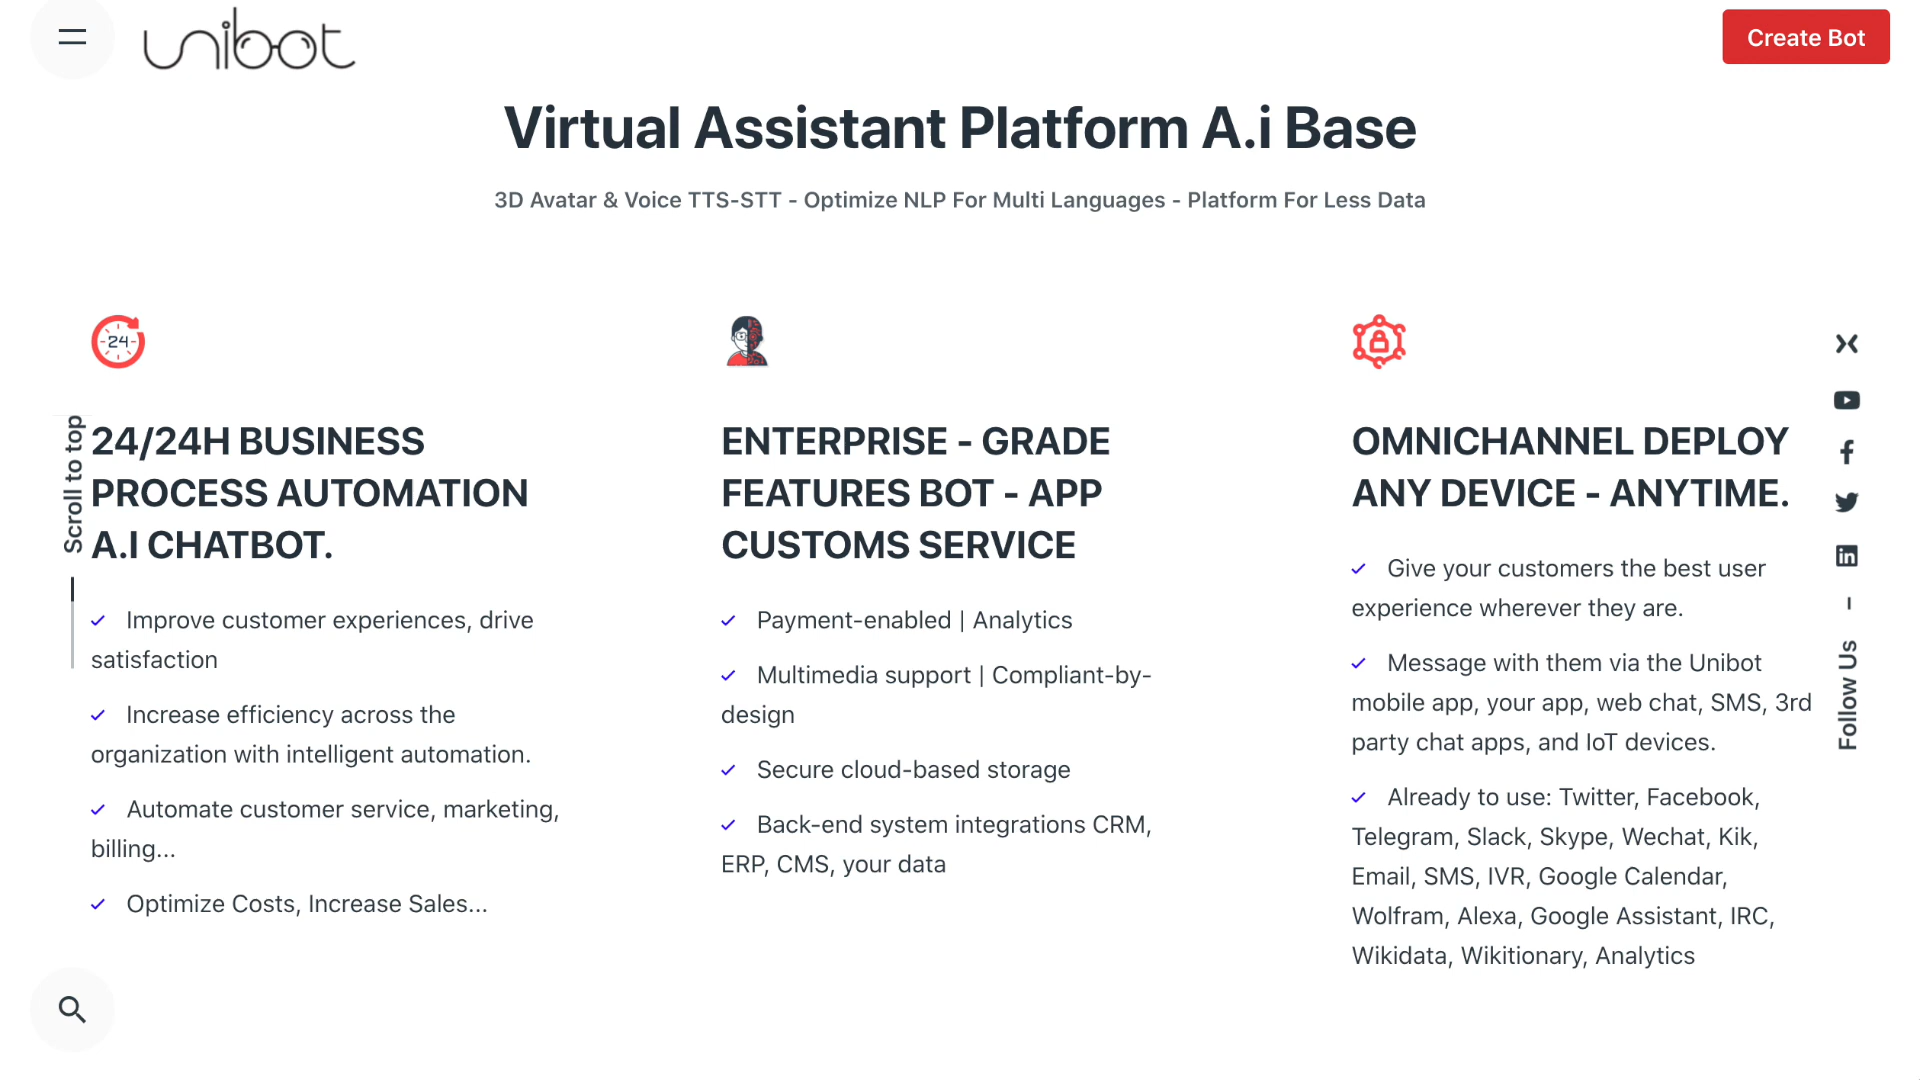 unibot
Create Bot
Virtual Assistant Platform A.i Base
3D Avatar & Voice TTS-STT - Optimize NLP For Multi Languages - Platform For Less Data
24
Scroll to top
24/24H BUSINESS
PROCESS AUTOMATION
A.I CHATBOT.
Improve customer experiences, drive
satisfaction
Increase efficiency across the
organization with intelligent automation.
Automate customer service, marketing,
billing...
Optimize Costs, Increase Sales...
ENTERPRISE - GRADE
FEATURES BOT - APP
CUSTOMS SERVICE
Payment-enabled | Analytics
Multimedia support | Compliant-by-
design
Secure cloud-based storage
Back-end system integrations CRM,
ERP, CMS, your data
OMNICHANNEL DEPLOY
ANY DEVICE - ANYTIME.
Give your customers the best user
experience wherever they are.
Message with them via the Unibot
mobile app, your app, web chat, SMS, 3rd
party chat apps, and IoT devices.
Already to use: Twitter, Facebook,
Telegram, Slack, Skype, Wechat, Kik,
Email, SMS, IVR, Google Calendar,
Wolfram, Alexa, Google Assistant, IRC,
Wikidata, Wikitionary, Analytics
Follow Us –